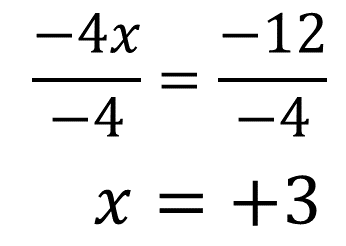 −4x / −4 = −12 / −4
x = +3